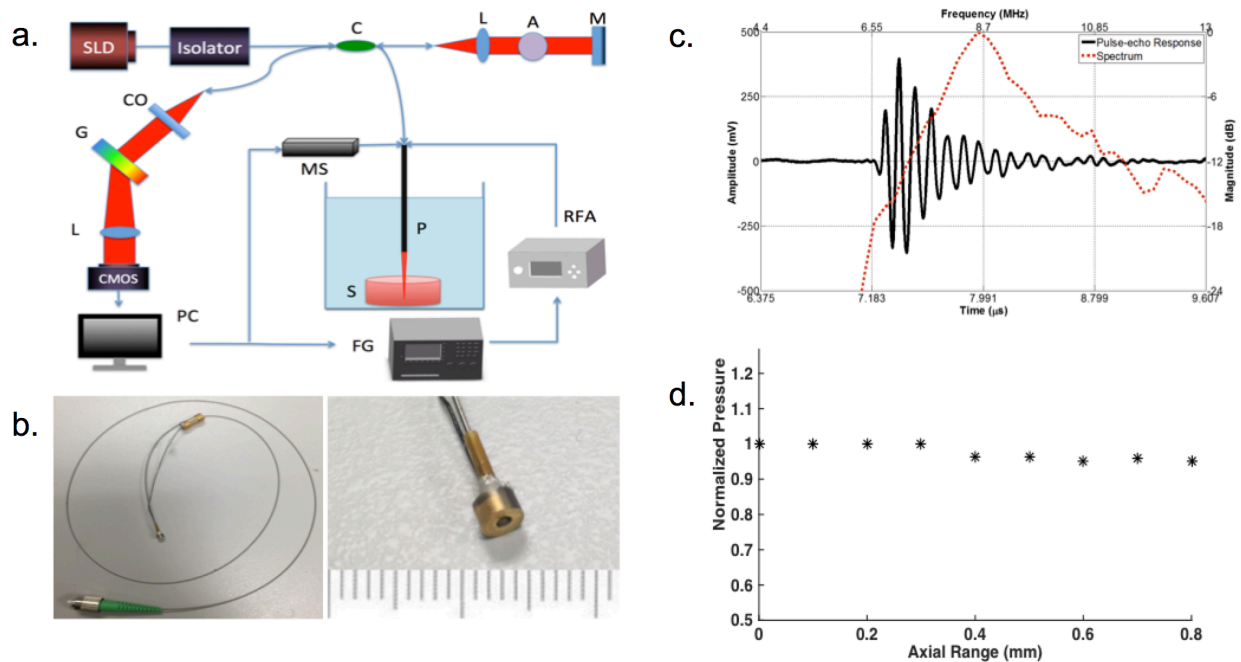 a.
SLD
Isolator
C
L
A
M
CO
G
MS
L
P
RFA
CMOS
S
PC
FG
b.
c.
Frequency (MHz)
4.4
6.55
8.7
10.85
13
Pulse-echo Response
Spectrum
500
250
0
-250
-500
Amplitude (mV)
0
-6
-12
-18
-24
Magnitude (dB)
6.375
7.183
7.991
8.799
9.607
Time (μs)
d.
Normalized Pressure
1.2
1.1
1
0.9
0.8
0.7
0.6
0.5
0
0.2
0.4
0.6
0.8
Axial Range (mm)